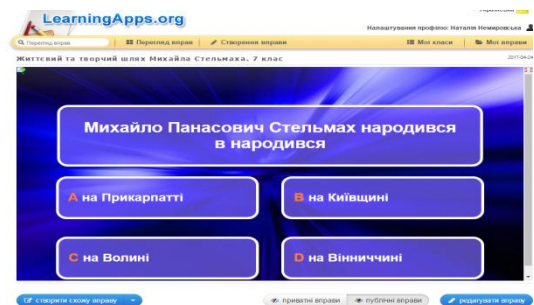 LearningApps.org
Налаштування профілю: Наталія Немировська
Перегляд вправ
Перегляд вправ
Створення вправи
Мої класи
Мої вправи
Життєвий та творчий шлях Михайла Стельмаха. 7 клас
Михайло Панасович Стельмах народився
в народився
A на Прикарпатті
B на Київщині
C на Волині
D на Вінниччині
створити схожу вправу
приватні вправи
публічні вправи
редагувати вправу